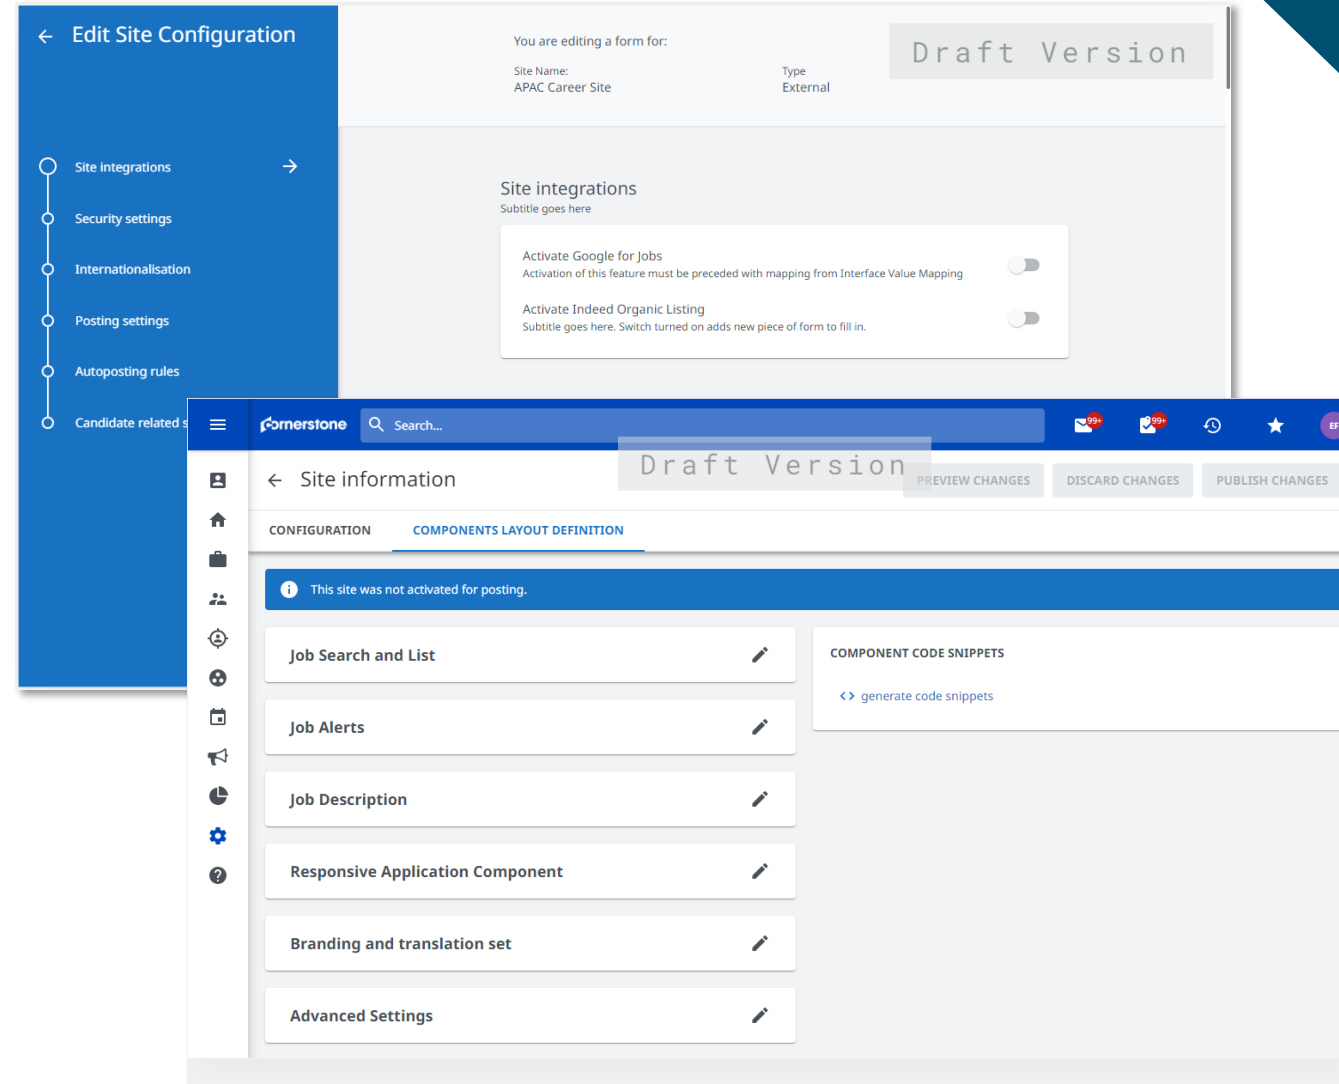 Edit Site Configuration
You are editing a form for:
Draft Version
Site Name:
Type
APAC Career Site
External
Site integrations
Security settings
Internationalisation
Posting settings
Autoposting rules
Candidate related s
Site integrations
Subtitle goes here
Activate Google for Jobs
Activation of this feature must be preceded with mapping from Interface Value Mapping
Activate Indeed Organic Listing
Subtitle goes here. Switch turned on adds new piece of form to fill in.
cornerstone
Search...
99+
99+
EF
Site information
Draft Version
PREVIEW CHANGES
DISCARD CHANGES
PUBLISH CHANGES
CONFIGURATION
COMPONENTS LAYOUT DEFINITION
This site was not activated for posting.
Job Search and List
Job Alerts
Job Description
Responsive Application Component
Branding and translation set
Advanced Settings
COMPONENT CODE SNIPPETS
<> generate code snippets